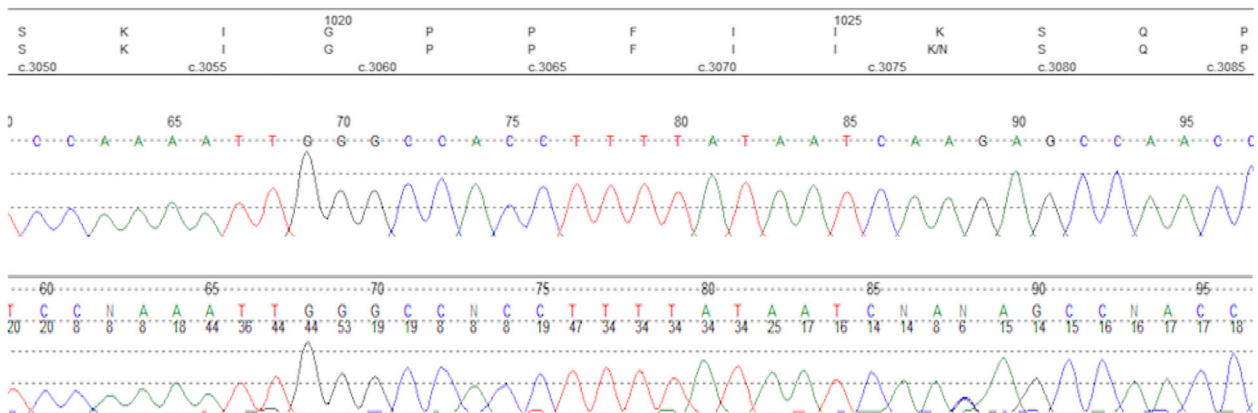 1020 1025
S K I G P P F I I K S Q P
S K I G P P F I I K/N S Q P
c.3050 c.3055 c.3060 c.3065 c.3070 c.3075 c.3080 c.3085
65 70 75 80 85 90 95
C C A A A A T T G G G C C A C C T T T T A T A A T C A A G A G C C A A C C
60 65 70 75 80 85 90 95
T C C N A A A T T G G G C C N C C T T T T A T A A T C N A N A G C C N A C C
20 20 8 8 8 18 44 36 44 44 53 19 19 8 8 8 19 47 34 34 34 34 34 25 17 16 14 14 8 6 15 14 15 16 16 17 17 18